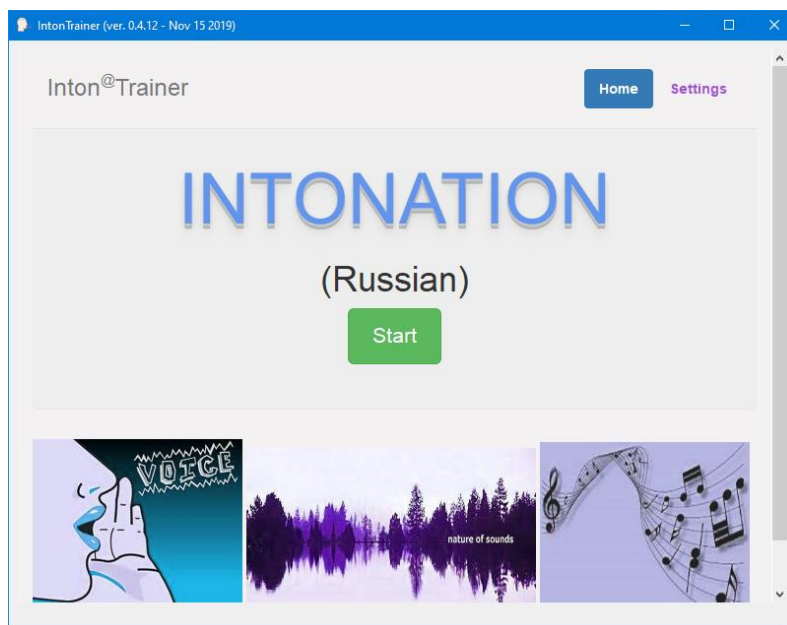 IntonTrainer (ver. 0.4.12 - Nov 15 2019)
Inton@Trainer
Home
Settings
INTONATION
(Russian)
Start
VOICE
nature of sounds